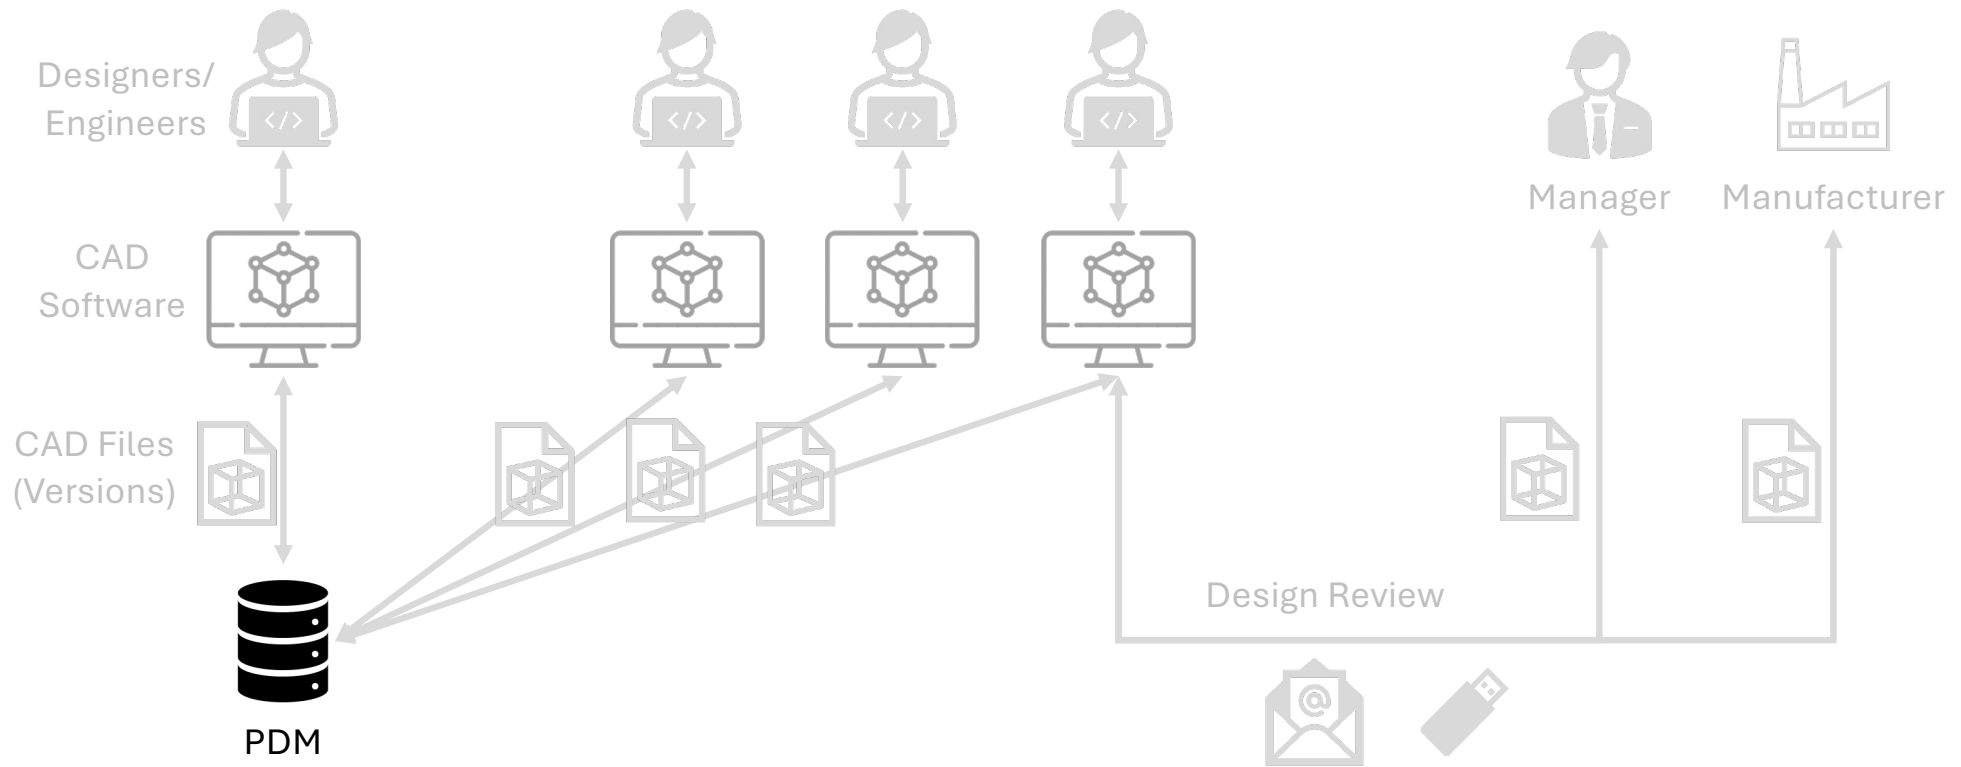 Designers/
Engineers
</>
</>
</>
</>
Manager
Manufacturer
CAD
Software
CAD Files
(Versions)
Design Review
@
PDM